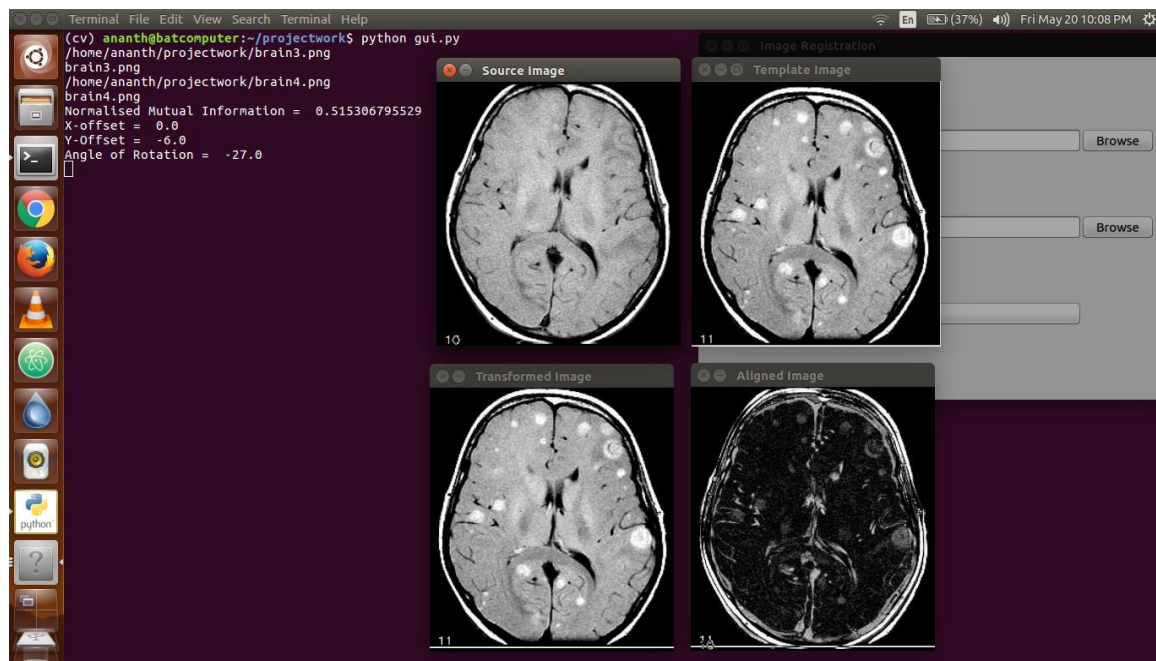 Terminal File Edit View Search Terminal Help
En (37%) Fri May 20 10:08 PM
(cv) ananth@batcomputer:~/projectwork$ python gui.py
/home/ananth/projectwork/brain3.png
brain3.png
/home/ananth/projectwork/brain4.png
brain4.png
Normalised Mutual Information = 0.515306795529
X-offset = 0.0
Y-Offset = -6.0
Angle of Rotation = -27.0
Image Registration
Source Image
Template Image
Browse
Browse
10
11
Transformed Image
Aligned Image
11
python